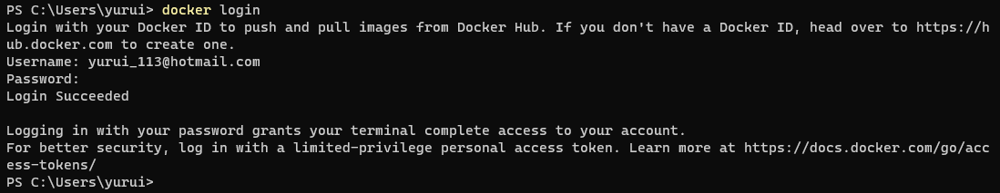 PS C:\Users\yurui> docker login
Login with your Docker ID to push and pull images from Docker Hub. If you don't have a Docker ID, head over to https://h
ub.docker.com to create one.
Username: yurui_113@hotmail.com
Password:
Login Succeeded

Logging in with your password grants your terminal complete access to your account.
For better security, log in with a limited-privilege personal access token. Learn more at https://docs.docker.com/go/acc
ess-tokens/
PS C:\Users\yurui>